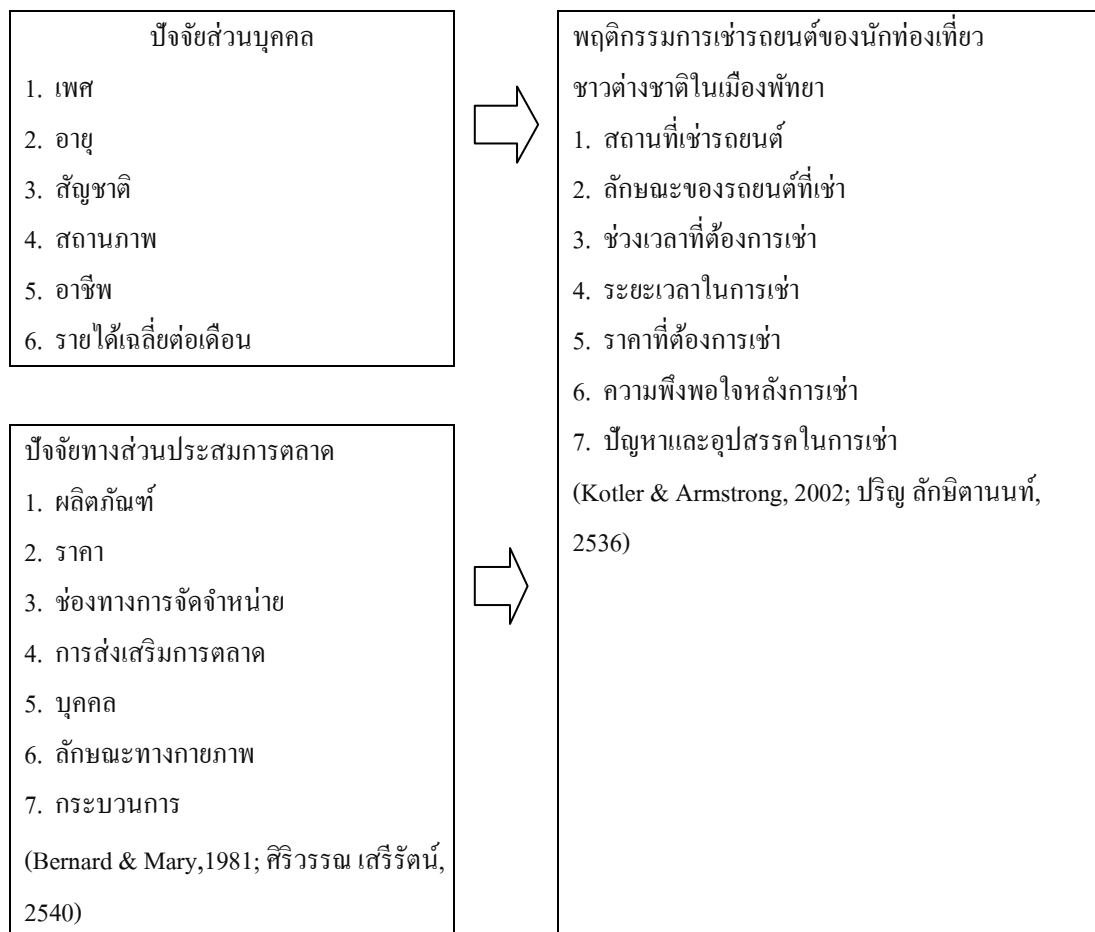 ปัจจัยส่วนบุคคล
1. เพศ
2. อายุ
3. สัญชาติ
4. สถานภาพ
5. อาชีพ
6. รายได้เฉลี่ยต่อเดือน
ปัจจัยทางส่วนประสมการตลาด
1. ผลิตภัณฑ์
2. ราคา
3. ช่องทางการจัดจำหน่าย
4. การส่งเสริมการตลาด
5. บุคคล
6. ลักษณะทางกายภาพ
7. กระบวนการ
(Bernard & Mary,1981; ศิริวรรณ เสรีรัตน์,
2540)
พฤติกรรมการเช่ารถยนต์ของนักท่องเที่ยว
ชาวต่างชาติในเมืองพัทยา
1. สถานที่เช่ารถยนต์
2. ลักษณะของรถยนต์ที่เช่า
3. ช่วงเวลาที่ต้องการเช่า
4. ระยะเวลาในการเช่า
5. ราคาที่ต้องการเช่า
6. ความพึงพอใจหลังการเช่า
7. ปัญหาและอุปสรรคในการเช่า
(Kotler & Armstrong, 2002; ปริญ ลักษิตานนท์,
2536)